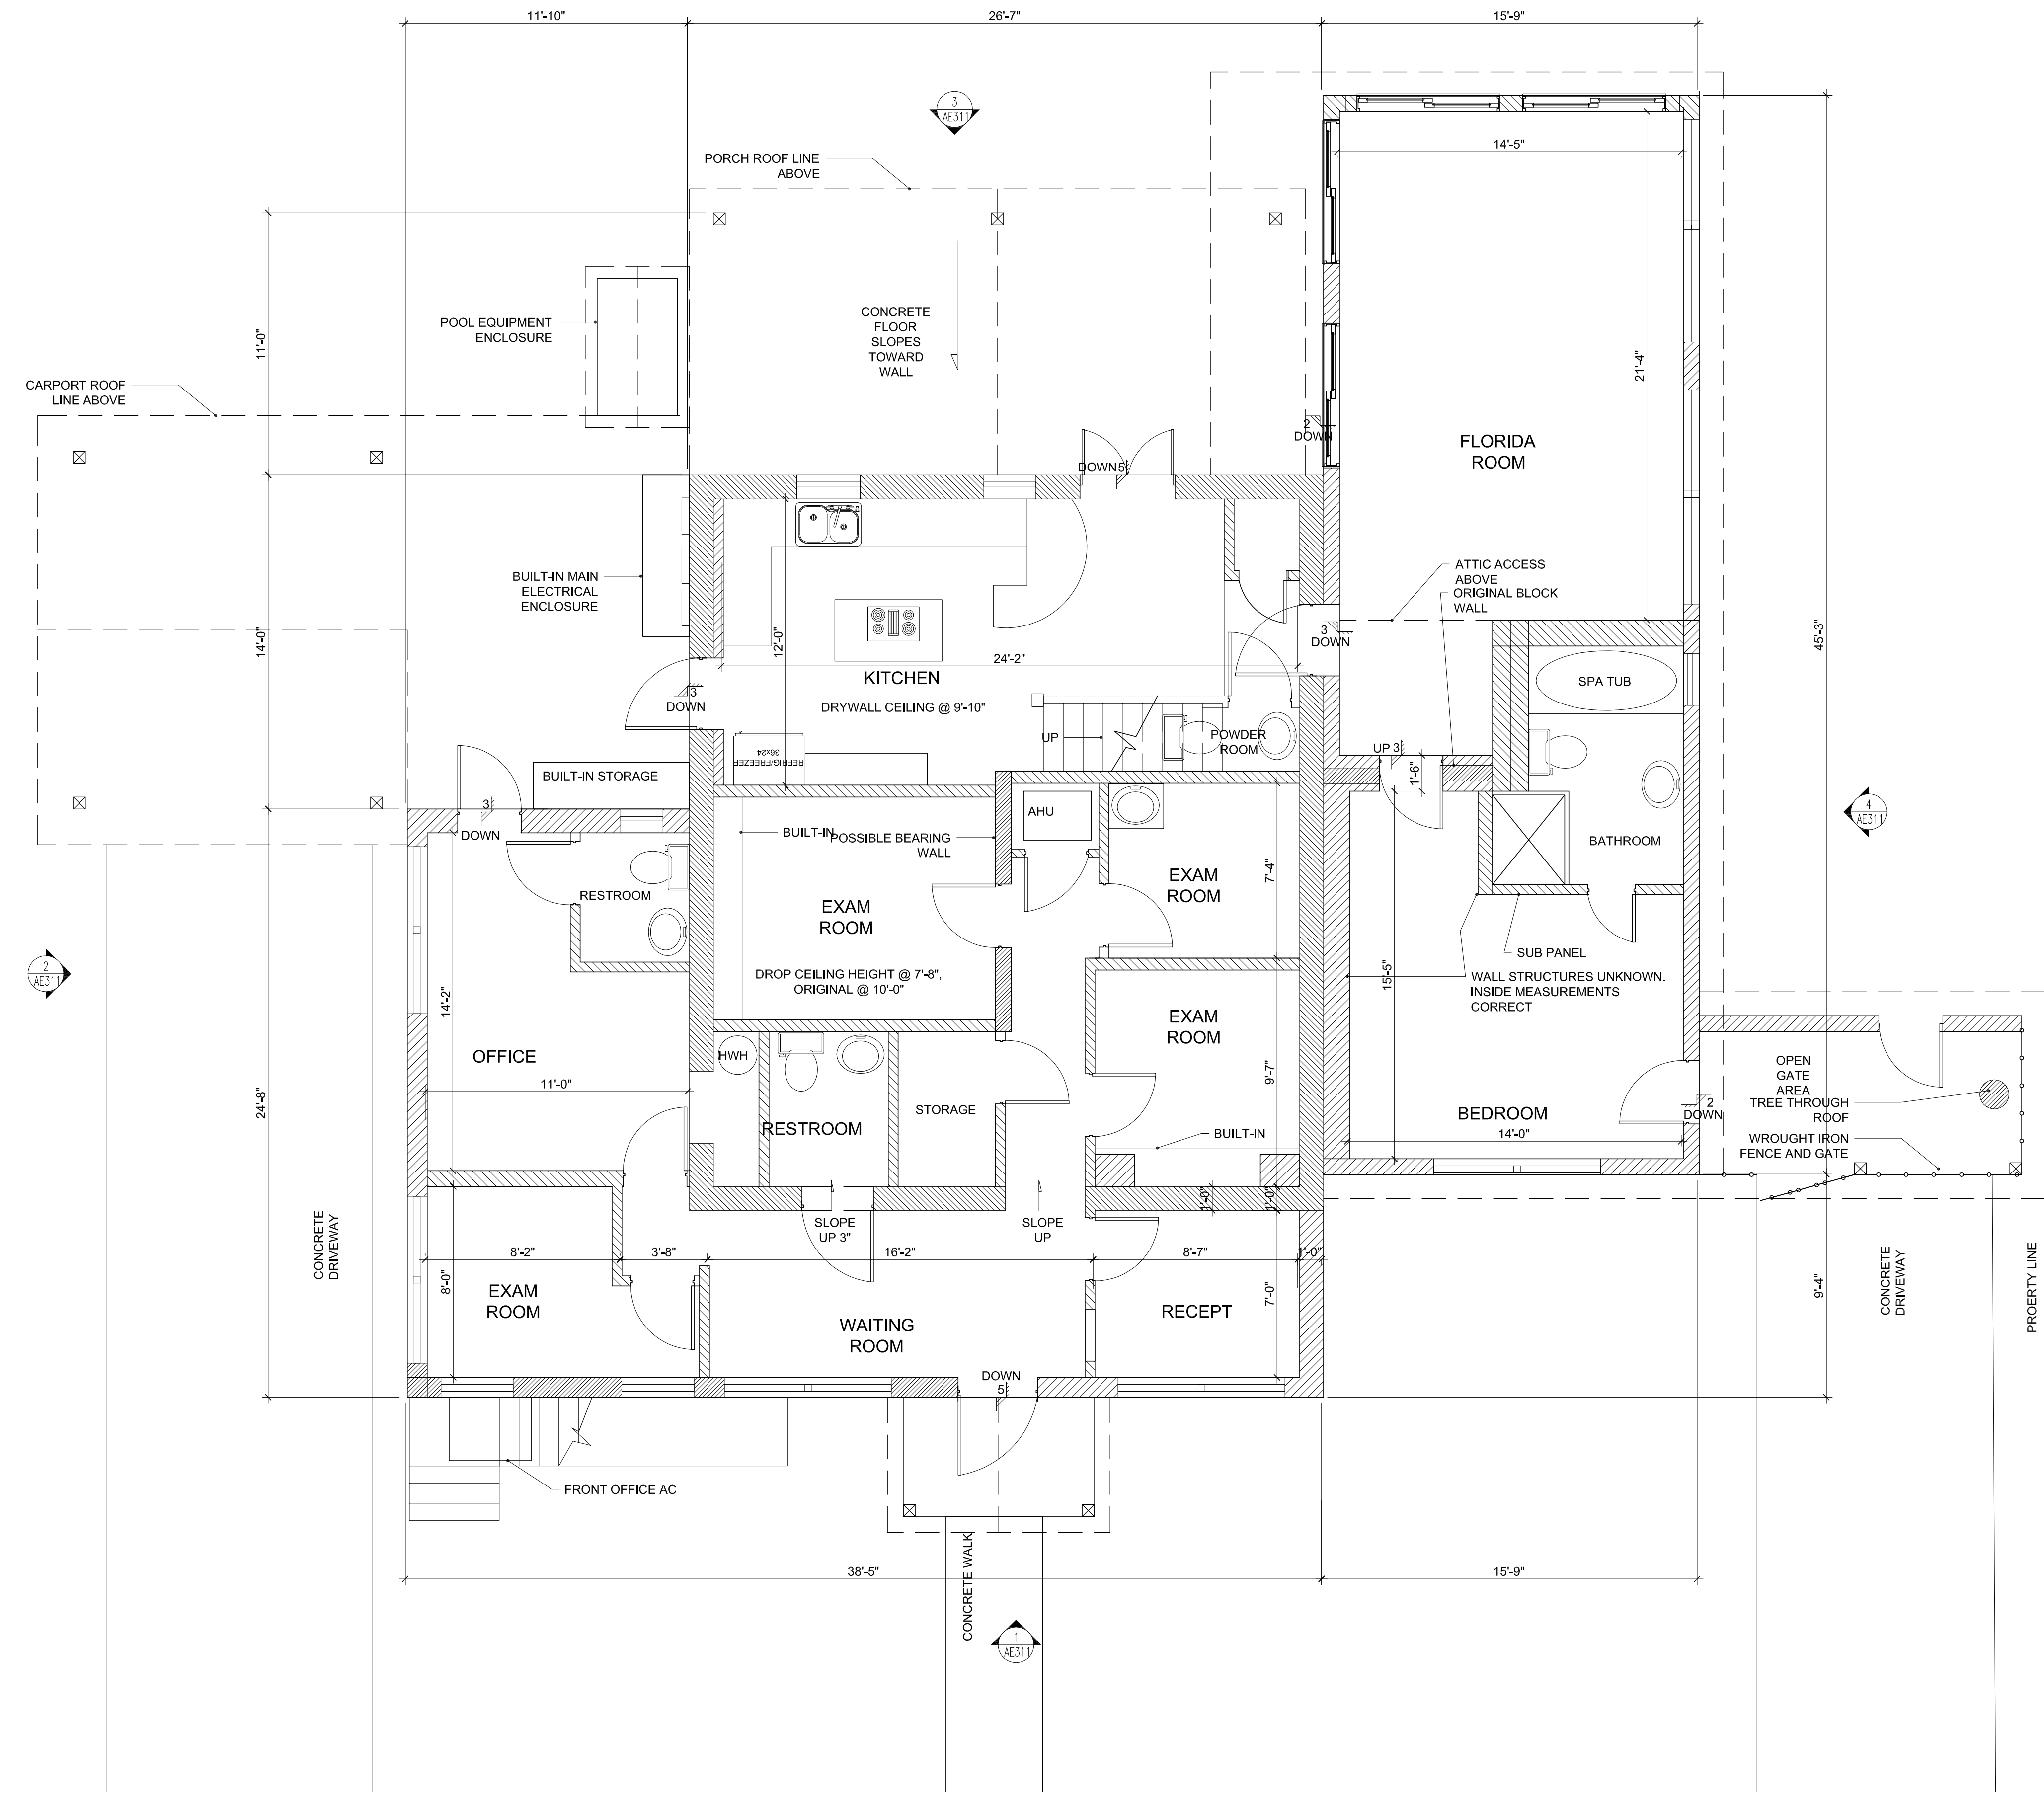 11'-10"
26'-7"
15'-9"
3
AE311
PORCH ROOF LINE
ABOVE
14'-5"
CONCRETE
FLOOR
SLOPES
TOWARD
WALL
POOL EQUIPMENT
ENCLOSURE
11'-0"
CARPORT ROOF
LINE ABOVE
21'-4"
2
DOWN
FLORIDA
ROOM
DOWN 5
BUILT-IN MAIN
ELECTRICAL
ENCLOSURE
ATTIC ACCESS
ABOVE
ORIGINAL BLOCK
WALL
14'-0"
12'-0"
3
DOWN
45'-3"
24'-2"
KITCHEN
DRYWALL CEILING @ 9'-10"
3
DOWN
SPA TUB
UP
POWDER
ROOM
REFRIG/FREEZER
36x24
UP 3
1'-6"
BUILT-IN STORAGE
3
DOWN
AHU
BUILT-IN
POSSIBLE BEARING
WALL
4
AE311
BATHROOM
RESTROOM
EXAM
ROOM
7'-4"
EXAM
ROOM
SUB PANEL
2
AE311
DROP CEILING HEIGHT @ 7'-8",
ORIGINAL @ 10'-0"
WALL STRUCTURES UNKNOWN.
INSIDE MEASUREMENTS
CORRECT
15'-5"
14'-2"
EXAM
ROOM
OFFICE
HWH
9'-7"
11'-0"
24'-8"
STORAGE
OPEN
GATE
AREA
TREE THROUGH
ROOF
2
DOWN
BEDROOM
14'-0"
RESTROOM
BUILT-IN
WROUGHT IRON
FENCE AND GATE
1'-0"
1'-0"
SLOPE
UP 3"
SLOPE
UP
CONCRETE
DRIVEWAY
8'-2"
3'-8"
16'-2"
8'-7"
1'-0"
8'-0"
EXAM
ROOM
WAITING
ROOM
7'-0"
RECEPT
9'-4"
CONCRETE
DRIVEWAY
PROERTY LINE
DOWN
5
FRONT OFFICE AC
CONCRETE WALK
38'-5"
15'-9"
1
AE311